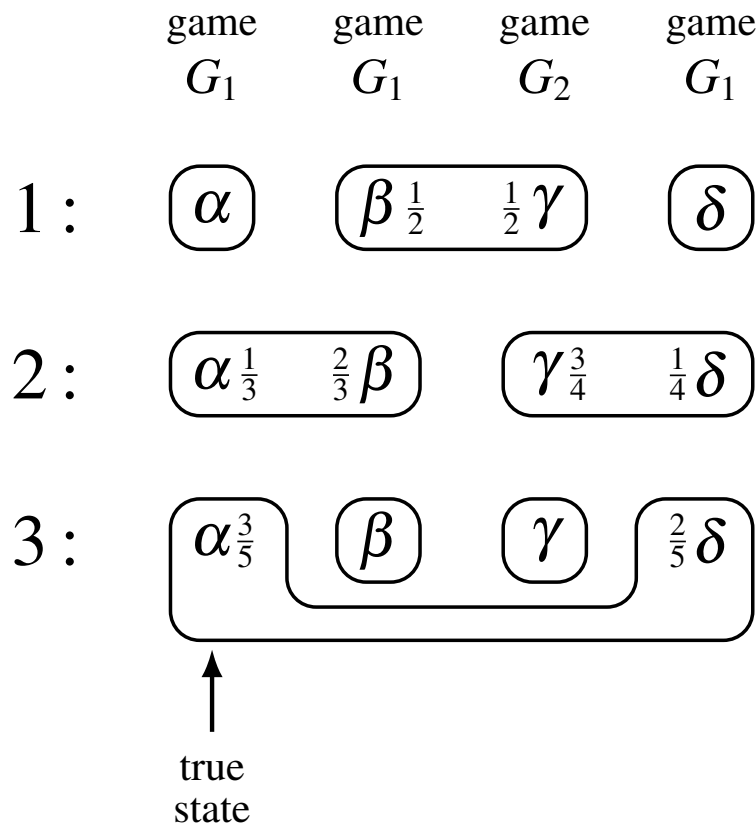 game game game game
G₁ G₁ G₂ G₁
1 : α β 1/2 1/2 γ δ
2 : α 1/3 2/3 β γ 3/4 1/4 δ
3 : α 3/5 β γ 2/5 δ
true
state